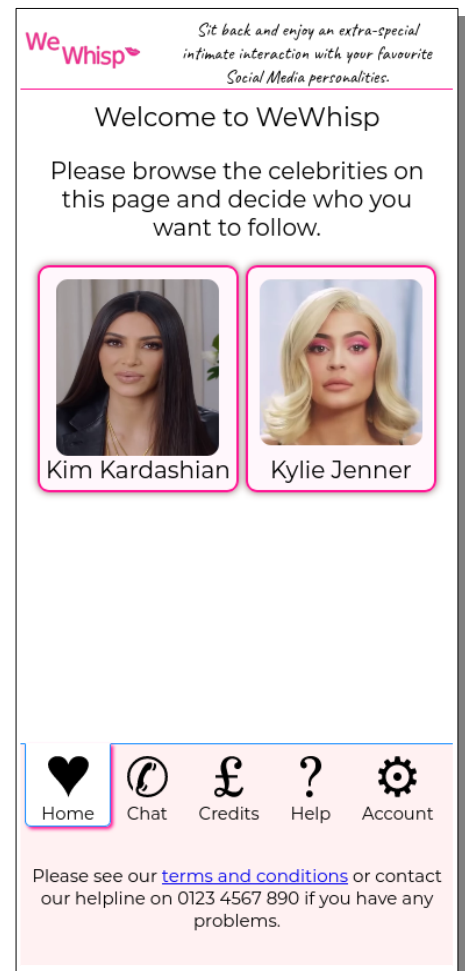 We
Whisp
Sit back and enjoy an extra-special
intimate interaction with your favourite
Social Media personalities.
Welcome to WeWhisp
Please browse the celebrities on
this page and decide who you
want to follow.
Kim Kardashian
Kylie Jenner
Home
Chat
£
Credits
?
Help
Account
Please see our terms and conditions or contact
our helpline on 0123 4567 890 if you have any
problems.